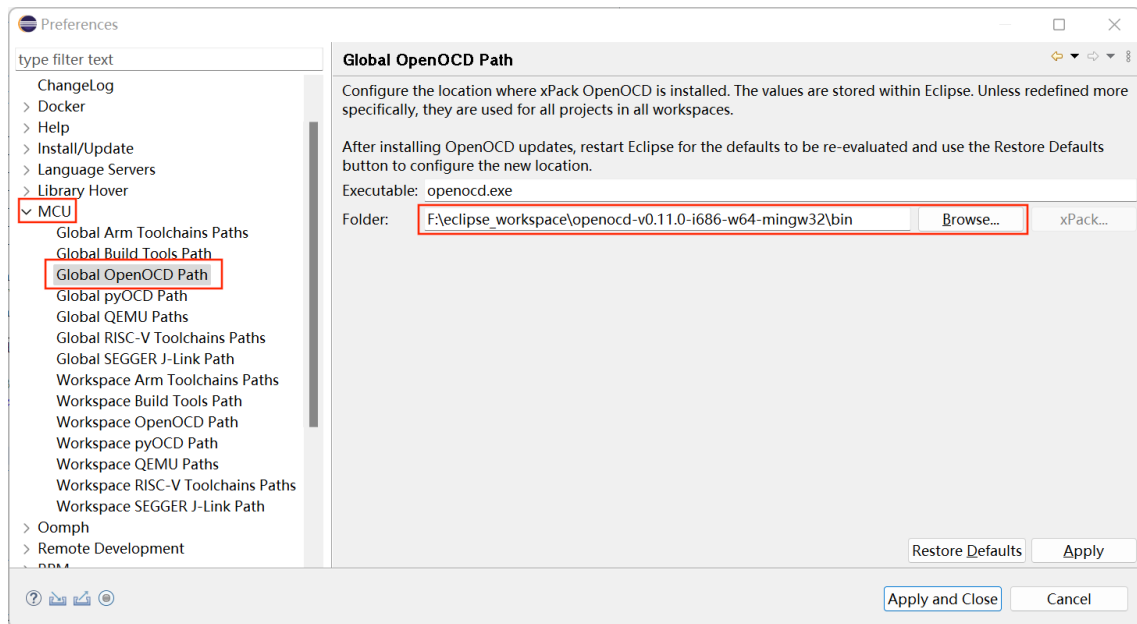 Preferences
type filter text
ChangeLog
Docker
Help
Install/Update
Language Servers
Library Hover
MCU
Global Arm Toolchains Paths
Global Build Tools Path
Global OpenOCD Path
Global pyOCD Path
Global QEMU Paths
Global RISC-V Toolchains Paths
Global SEGGER J-Link Path
Workspace Arm Toolchains Paths
Workspace Build Tools Path
Workspace OpenOCD Path
Workspace pyOCD Path
Workspace QEMU Paths
Workspace RISC-V Toolchains Paths
Workspace SEGGER J-Link Path
Oomph
Remote Development
Global OpenOCD Path
Configure the location where xPack OpenOCD is installed. The values are stored within Eclipse. Unless redefined more
specifically, they are used for all projects in all workspaces.
After installing OpenOCD updates, restart Eclipse for the defaults to be re-evaluated and use the Restore Defaults
button to configure the new location.
Executable: openocd.exe
Folder: F:\eclipse_workspace\openocd-v0.11.0-i686-w64-mingw32\bin Browse... xPack...
Restore Defaults Apply
Apply and Close Cancel